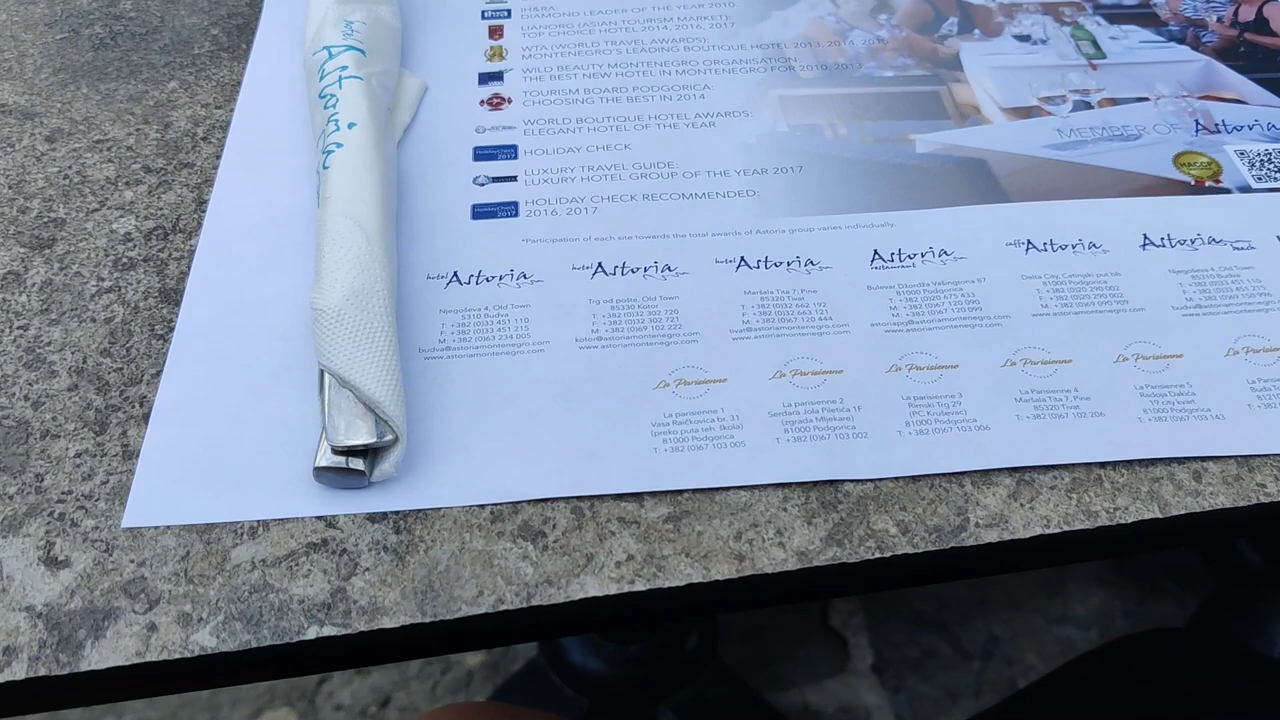 hotel Astoria
IH&RA:
DIAMOND LEADER OF THE YEAR 2010.
LIANORG (ASIAN TOURISM MARKET):
TOP CHOICE HOTEL 2014, 2016, 2017
WTA (WORLD TRAVEL AWARDS):
MONTENEGRO'S LEADING BOUTIQUE HOTEL 2013, 2014, 2016
WILD BEAUTY MONTENEGRO ORGANISATION:
THE BEST NEW HOTEL IN MONTENEGRO FOR 2010, 2013
TOURISM BOARD PODGORICA:
CHOOSING THE BEST IN 2014
WORLD BOUTIQUE HOTEL AWARDS:
ELEGANT HOTEL OF THE YEAR
HolidayCheck 2017
HOLIDAY CHECK
LUXURY TRAVEL GUIDE:
LUXURY HOTEL GROUP OF THE YEAR 2017
HolidayCheck 2017
HOLIDAY CHECK RECOMMENDED:
2016, 2017
MEMBER OF Astoria
HACCP
*Participation of each site towards the total awards of Astoria group varies individually.
hotel Astoria
Njegoševa 4, Old Town
5310 Budva
T: +382 (0)33 451 110
F: +382 (0)33 451 215
M: +382 (0)63 234 005
budva@astoriamontenegro.com
www.astoriamontenegro.com
hotel Astoria
Trg od pošte, Old Town
85330 Kotor
T: +382 (0)32 302 720
F: +382 (0)32 302 721
M: +382 (0)69 102 222
kotor@astoriamontenegro.com
www.astoriamontenegro.com
hotel Astoria
Maršala Tita 7, Pine
85320 Tivat
T: +382 (0)32 662 192
F: +382 (0)32 663 121
M: +382 (0)67 120 444
tivat@astoriamontenegro.com
www.astoriamontenegro.com
Astoria
restaurant
Bulevar Džordža Vašingtona 87
81000 Podgorica
T: +382 (0)20 675 433
M: +382 (0)67 120 090
M: +382 (0)67 120 099
astoriapg@astoriamontenegro.com
www.astoriamontenegro.com
caffe Astoria
Delta City, Cetinjski put bb
81000 Podgorica
T: +382 (0)20 290 002
F: +382 (0)20 290 002
M: +382 (0)69 090 909
www.astoriamontenegro.com
Astoria
beach
Njegoševa 4, Old Town
85310 Budva
T: +382 (0)33 451 110
F: +382 (0)33 451 215
La Parisienne
La parisienne 1
Vasa Raičkovica br. 31
(preko puta teh. škola)
81000 Podgorica
T: +382 (0)67 103 005
La Parisienne
La parisienne 2
Serdara Jola Piletića 1F
(zgrada Mljekare)
81000 Podgorica
T: +382 (0)67 103 002
La Parisienne
La parisienne 3
Rimski Trg 29
(PC Kruševac)
81000 Podgorica
T: +382 (0)67 103 006
La Parisienne
La Parisienne 4
Maršala Tita 7, Pine
85320 Tivat
T: +382 (0)67 102 206
La Parisienne
La Parisienne 5
Radoja Dakića
19 city kvart
81000 Podgorica
T: +382 (0)67 103 143
La Parisienne